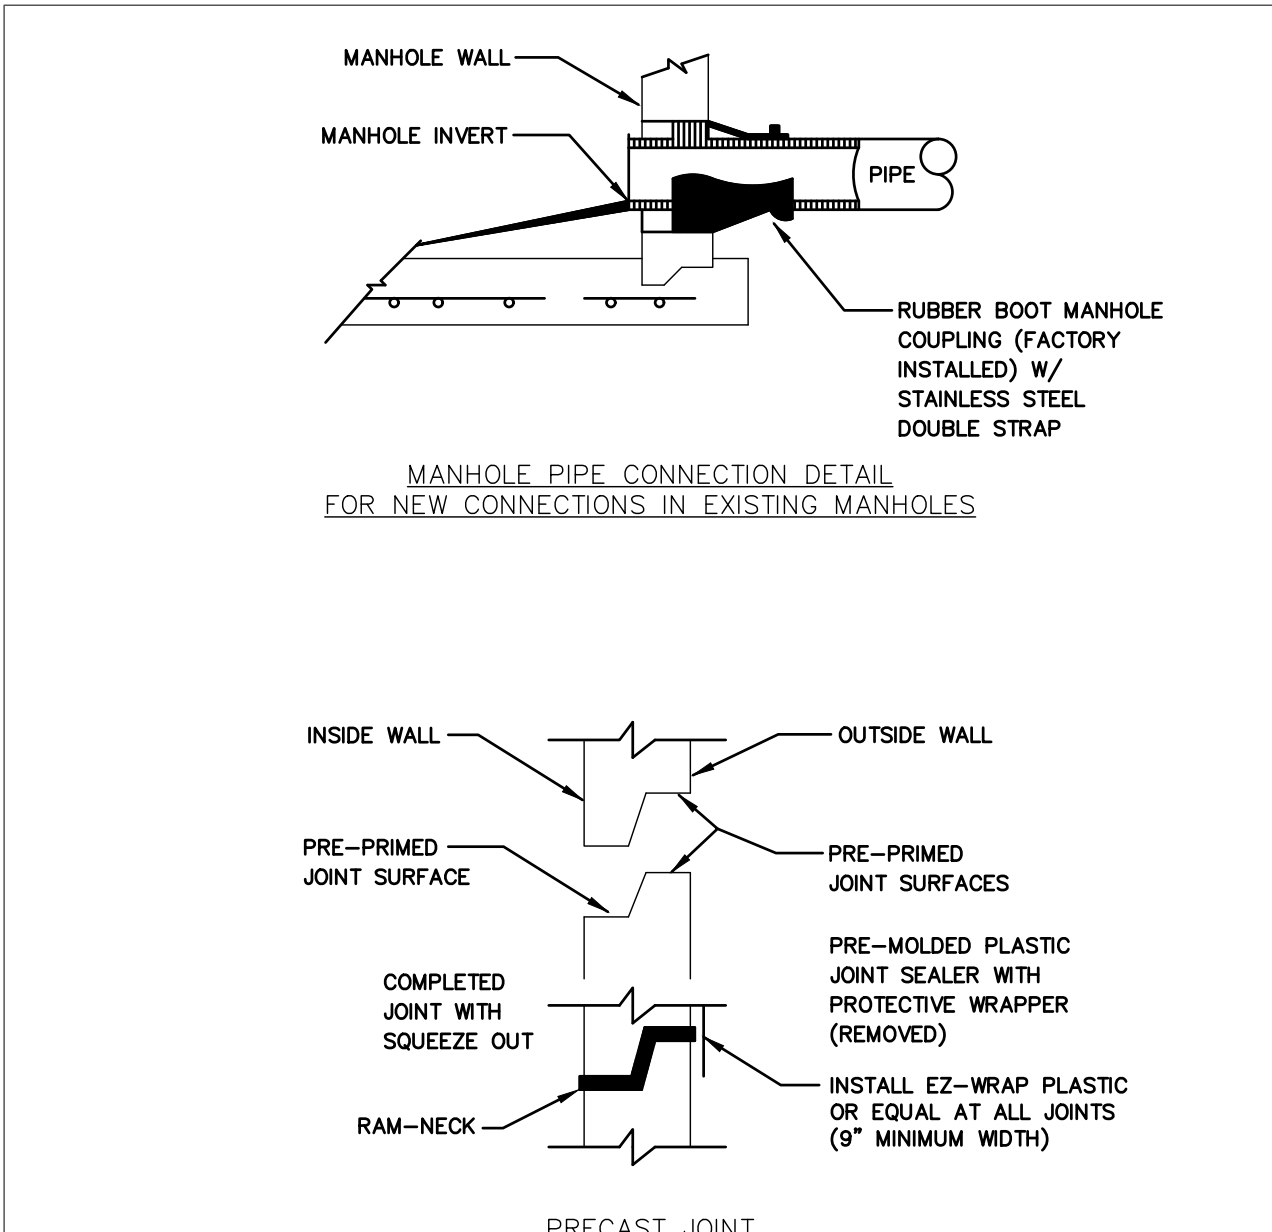 MANHOLE WALL
MANHOLE INVERT
PIPE
RUBBER BOOT MANHOLE
COUPLING (FACTORY
INSTALLED) W/
STAINLESS STEEL
DOUBLE STRAP
MANHOLE PIPE CONNECTION DETAIL
FOR NEW CONNECTIONS IN EXISTING MANHOLES
INSIDE WALL
OUTSIDE WALL
PRE-PRIMED
JOINT SURFACE
PRE-PRIMED
JOINT SURFACES
COMPLETED
JOINT WITH
SQUEEZE OUT
PRE-MOLDED PLASTIC
JOINT SEALER WITH
PROTECTIVE WRAPPER
(REMOVED)
RAM-NECK
INSTALL EZ-WRAP PLASTIC
OR EQUAL AT ALL JOINTS
(9" MINIMUM WIDTH)
PRECAST JOINT